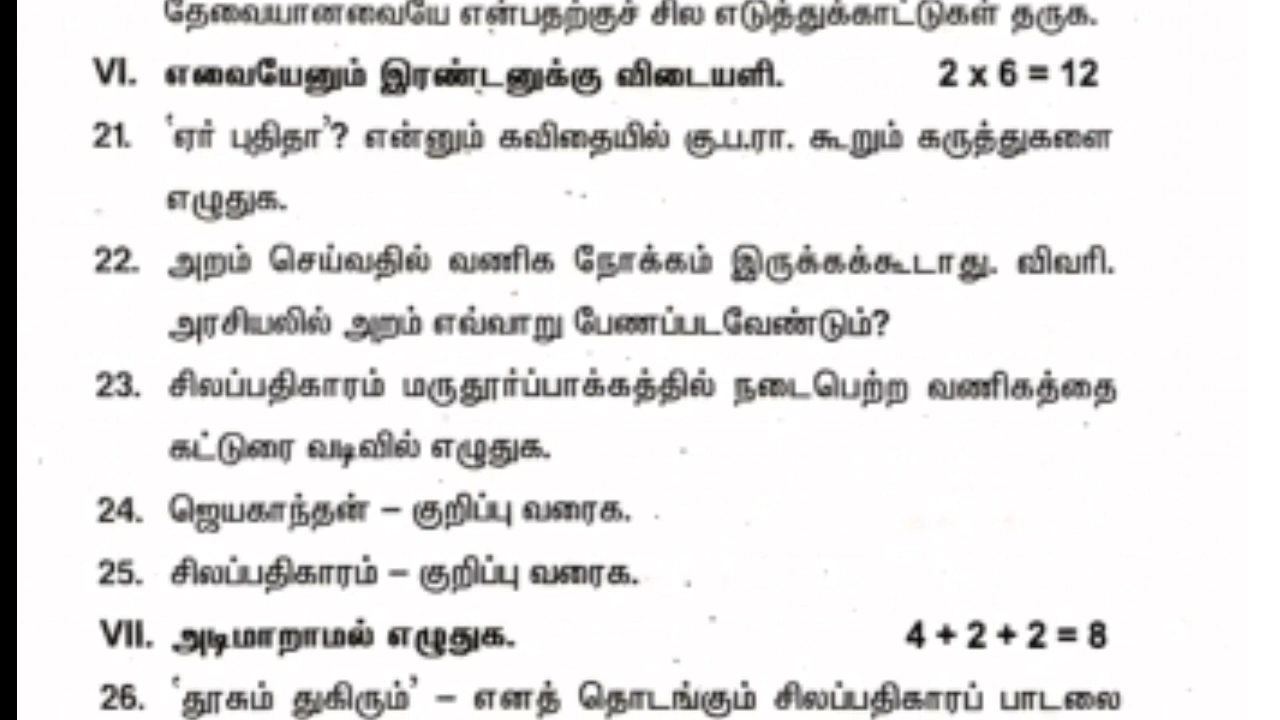 தேவையானவையே என்பதற்குச் சில எடுத்துக்காட்டுகள் தருக.
VI. எவையேனும் இரண்டனுக்கு விடையளி. 2 x 6 = 12
21. 'ஏர் புதிதா'? என்னும் கவிதையில் கு.ப.ரா. கூறும் கருத்துகளை
எழுதுக.
22. அறம் செய்வதில் வணிக நோக்கம் இருக்கக்கூடாது. விவரி.
அரசியலில் அறம் எவ்வாறு பேணப்படவேண்டும்?
23. சிலப்பதிகாரம் மருதூர்ப்பாக்கத்தில் நடைபெற்ற வணிகத்தை
கட்டுரை வடிவில் எழுதுக.
24. ஜெயகாந்தன் – குறிப்பு வரைக.
25. சிலப்பதிகாரம் – குறிப்பு வரைக.
VII. அடிமாறாமல் எழுதுக. 4 + 2 + 2 = 8
26. 'தூசும் துகிரும்' – எனத் தொடங்கும் சிலப்பதிகாரப் பாடலை